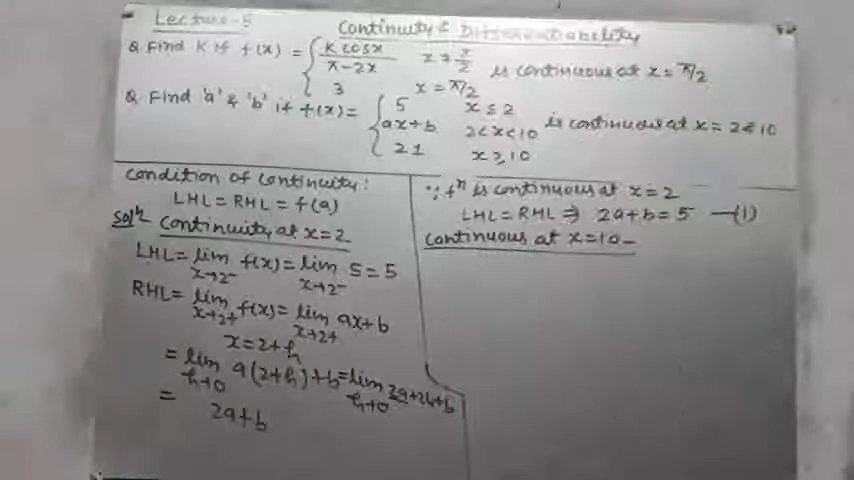 Lecture-5
Continuity & Differentiability
Q Find K if f(x) = { K cosx / π-2x   x ≠ π/2
3   x = π/2   is continuous at x = π/2
Q Find 'a' & 'b' if f(x) = { 5   x ≤ 2
ax+b   2<x<10   is continuous at x = 2 & 10
21   x ≥ 10
Condition of continuity:
LHL = RHL = f(a)
Solⁿ Continuity at x=2
LHL = lim x→2⁻ f(x) = lim x→2⁻ 5 = 5
RHL = lim x→2+ f(x) = lim x→2+ ax+b
x = 2+h
= lim h→0 a(2+h)+b = lim h→0 2a+ah+b
= 2a+b
∵ fⁿ is continuous at x=2
LHL = RHL ⇒ 2a+b = 5 —(1)
Continuous at x=10-